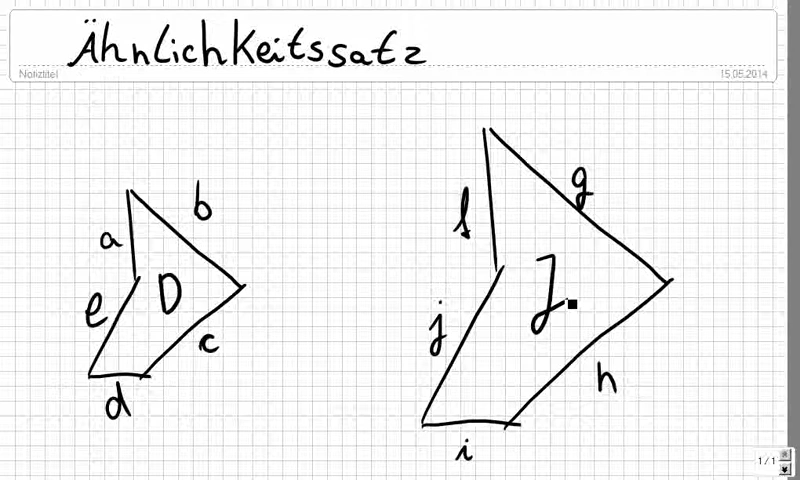 Ähnlichkeitssatz
Notiztitel
15.05.2014
b
g
a
f
e
D
J
c
j
h
d
i
1/1